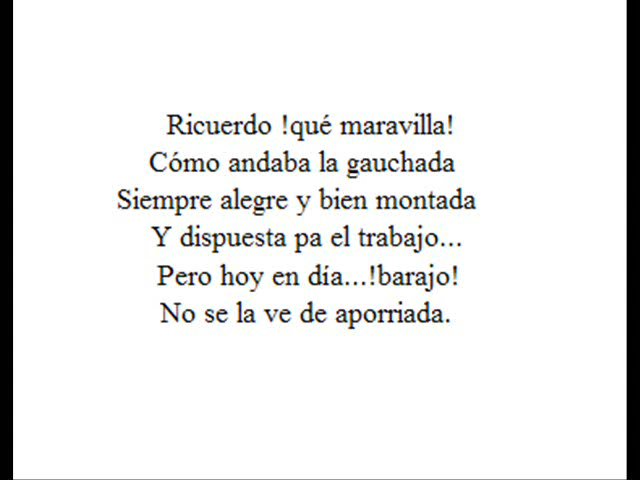 Ricuerdo !qué maravilla!
Cómo andaba la gauchada
Siempre alegre y bien montada
Y dispuesta pa el trabajo...
Pero hoy en día...!barajo!
No se la ve de aporriada.